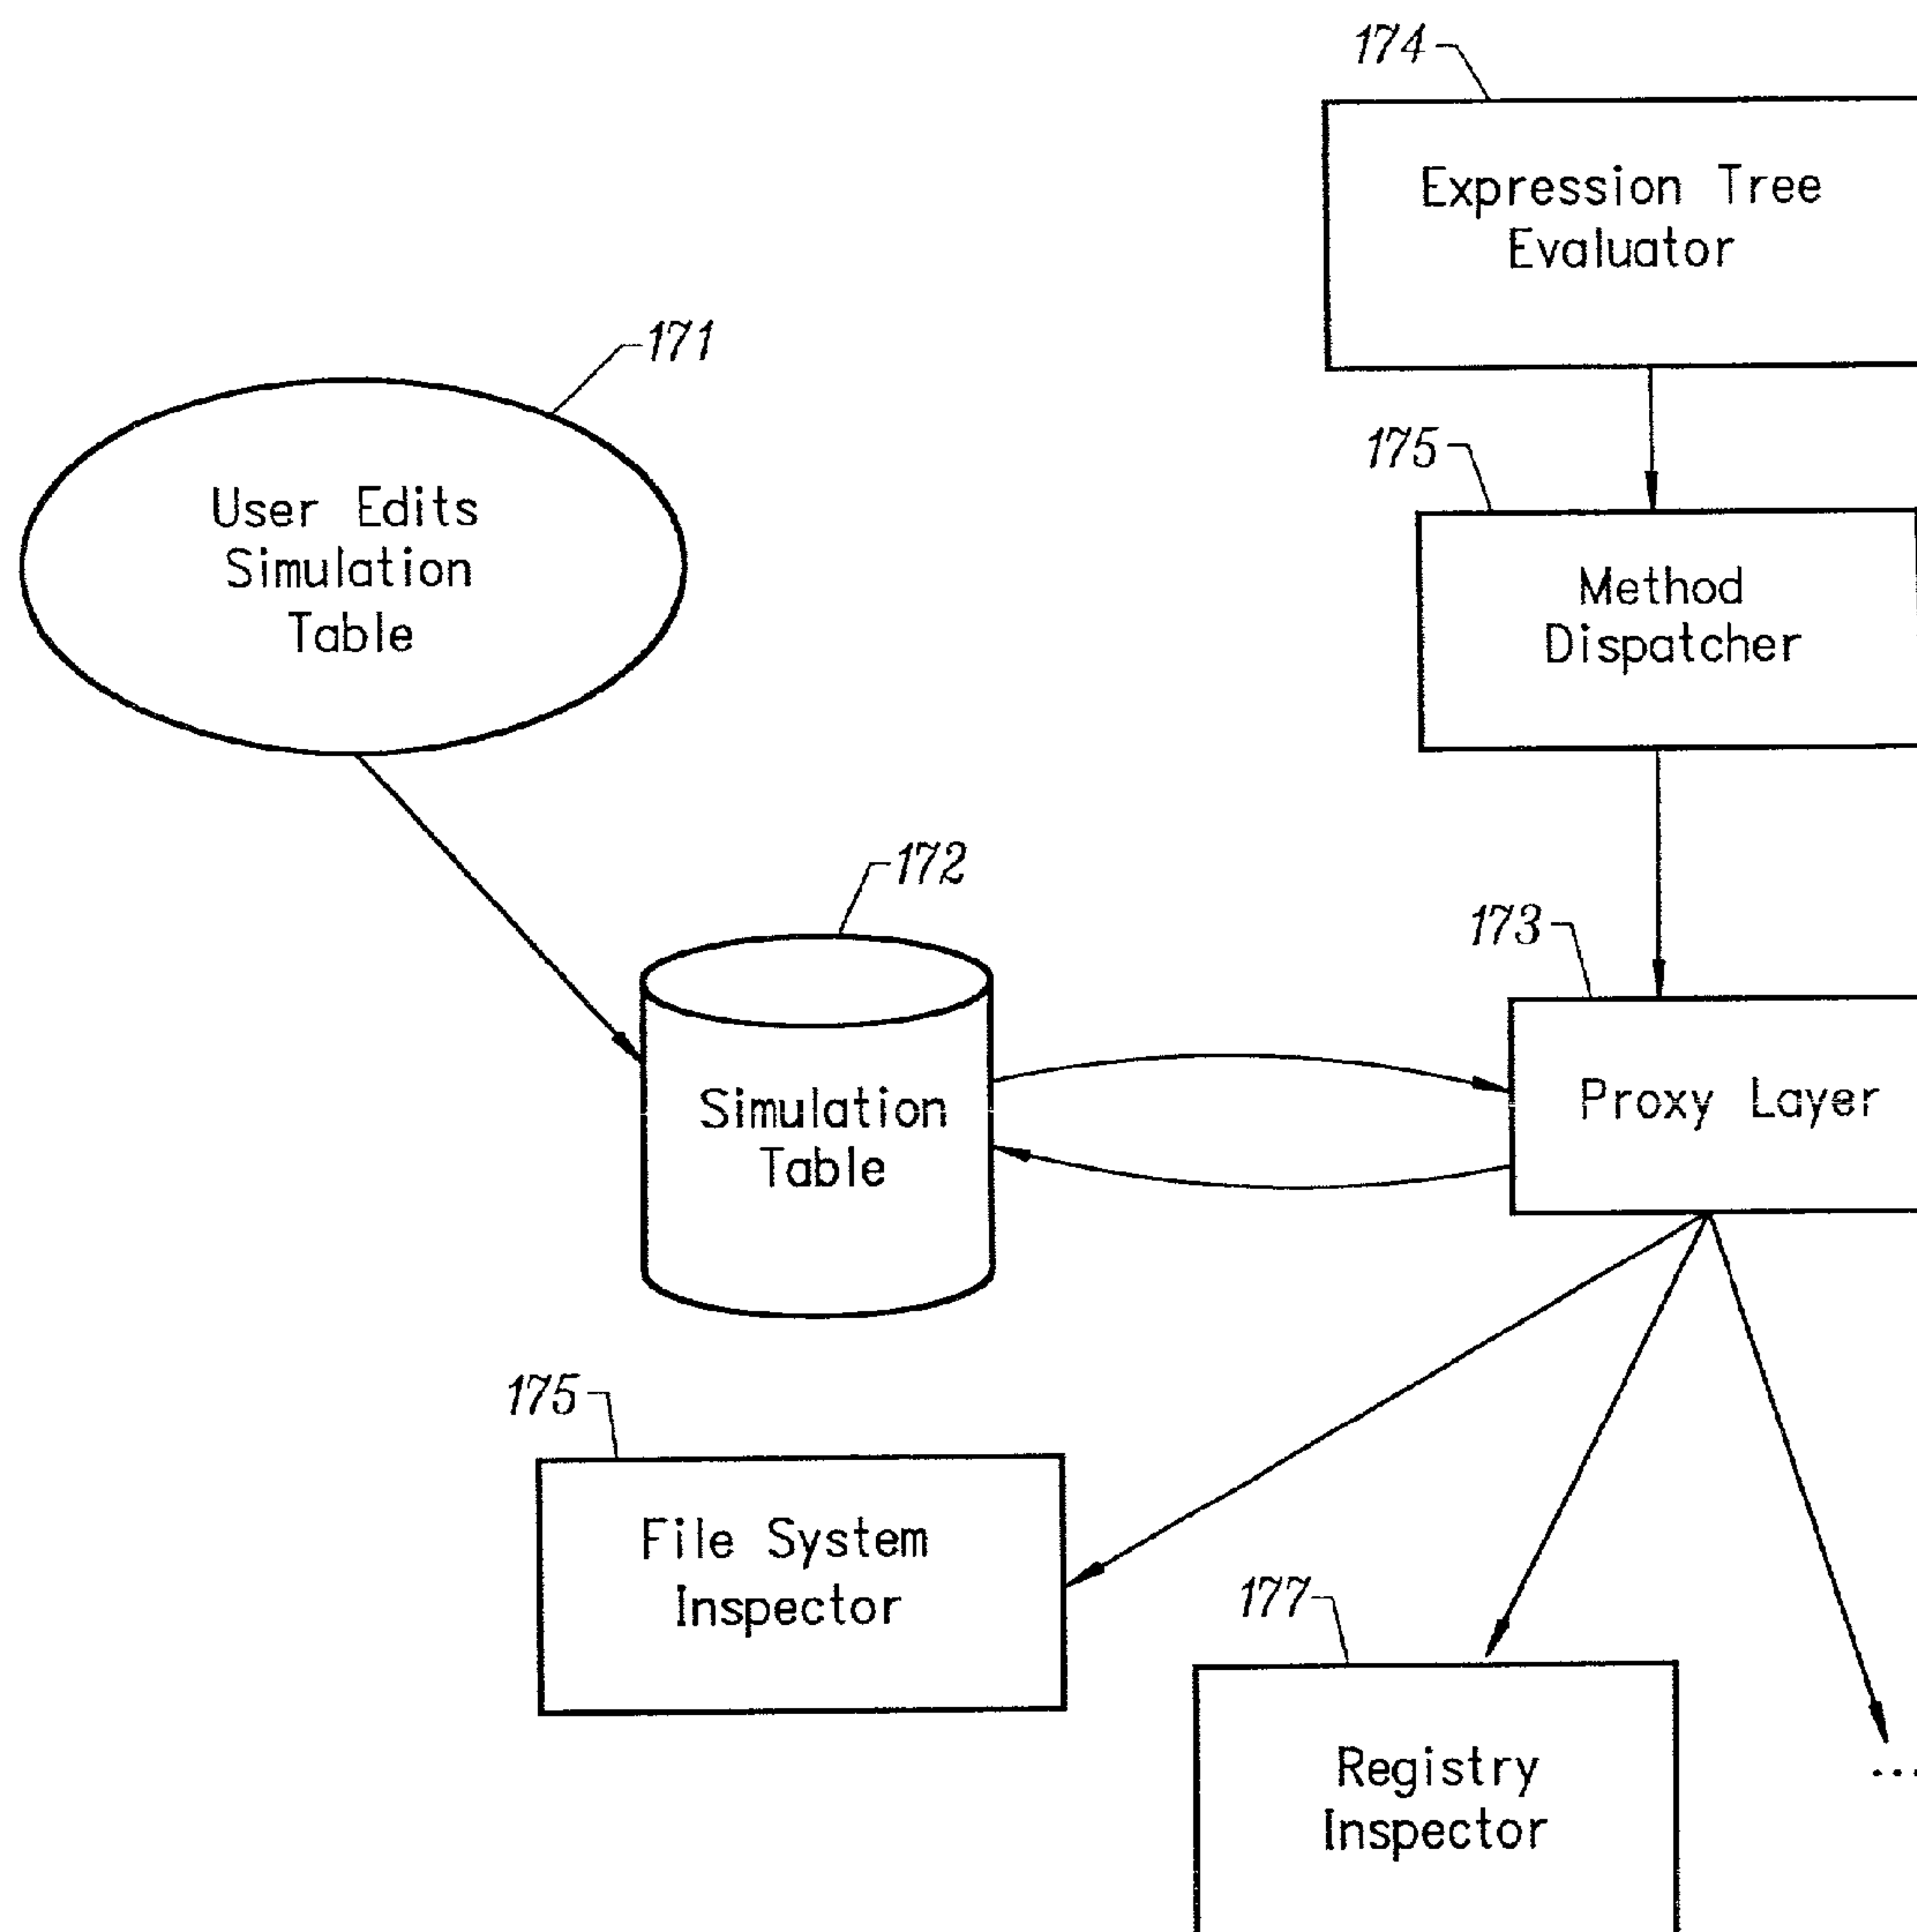 174
Expression Tree
Evaluator
171
User Edits
Simulation
Table
175
Method
Dispatcher
172
Simulation
Table
173
Proxy Layer
175
File System
Inspector
177
Registry
Inspector
...